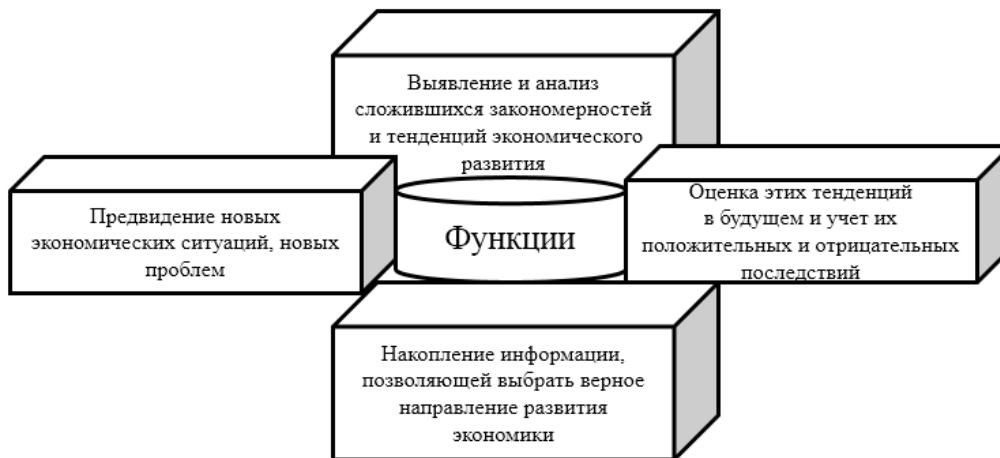 Выявление и анализ
сложившихся закономерностей
и тенденций экономического
развития
Предвидение новых
экономических ситуаций, новых
проблем
Функции
Оценка этих тенденций
в будущем и учет их
положительных и отрицательных
последствий
Накопление информации,
позволяющей выбрать верное
направление развития
экономики